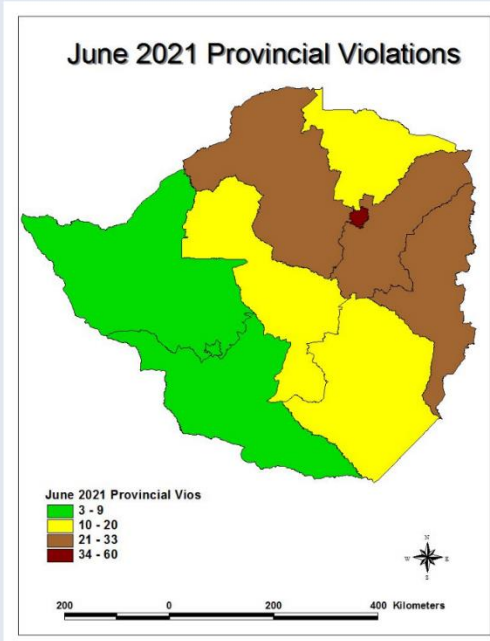 June 2021 Provincial Violations
June 2021 Provincial Vios
3 - 9
10 - 20
21 - 33
34 - 60
N
W E
S
200 0 200 400 Kilometers